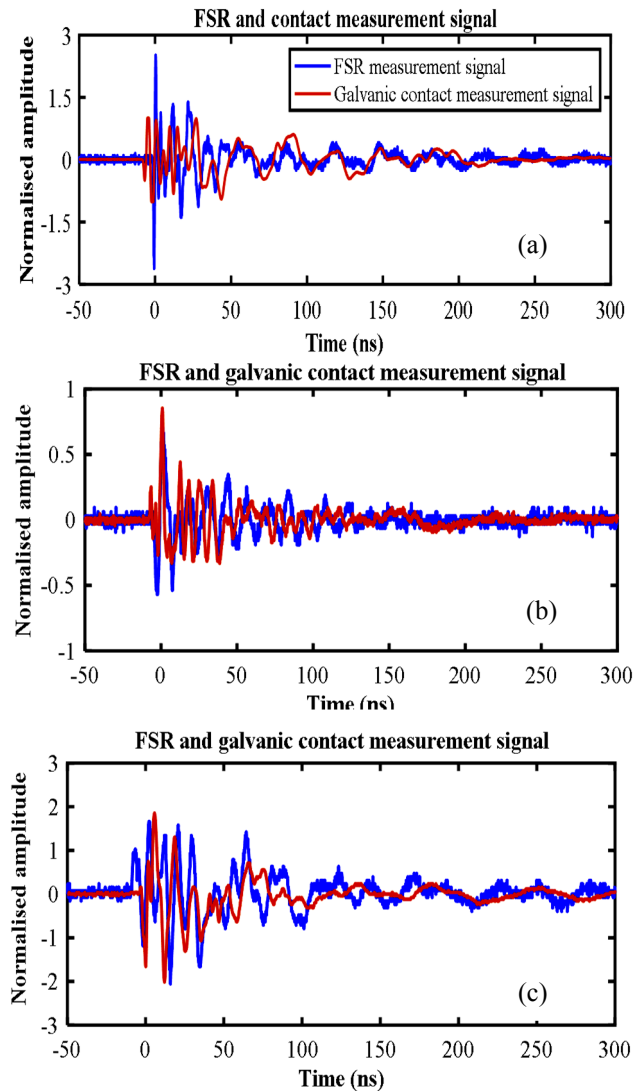 FSR and contact measurement signal
3
1.5
0
-1.5
-3
Normalised amplitude
FSR measurement signal
Galvanic contact measurement signal
(a)
-50 0 50 100 150 200 250 300
Time (ns)
FSR and galvanic contact measurement signal
1
0.5
0
-0.5
-1
Normalised amplitude
(b)
-50 0 50 100 150 200 250 300
Time (ns)
FSR and galvanic contact measurement signal
3
2
1
0
-1
-2
-3
Normalised amplitude
(c)
-50 0 50 100 150 200 250 300
Time (ns)